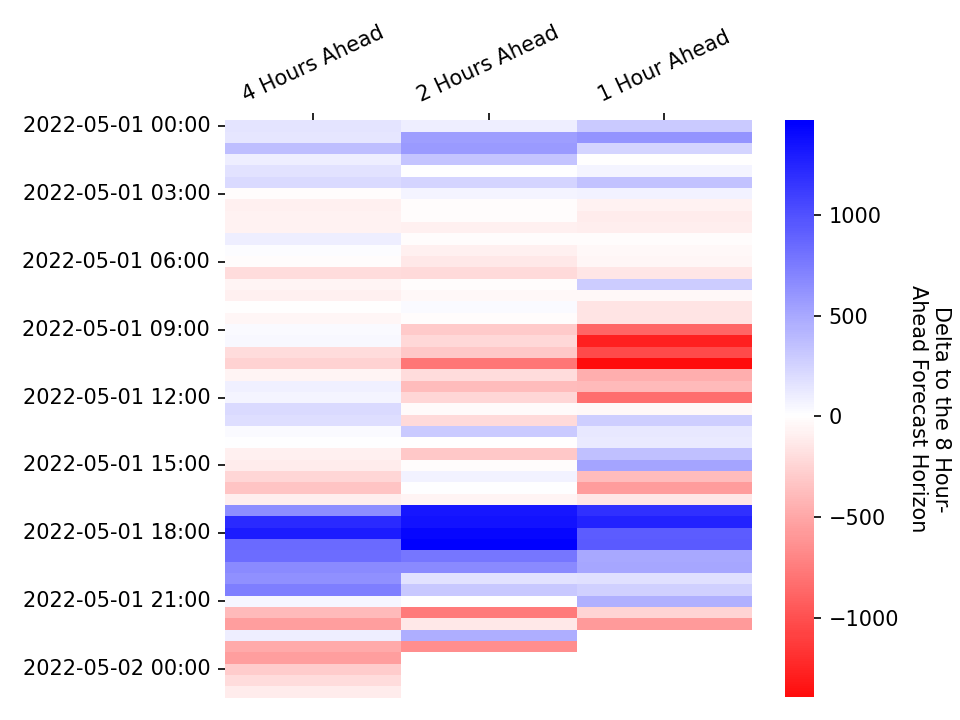 4 Hours Ahead
2 Hours Ahead
1 Hour Ahead
2022-05-01 00:00
2022-05-01 03:00
2022-05-01 06:00
2022-05-01 09:00
2022-05-01 12:00
2022-05-01 15:00
2022-05-01 18:00
2022-05-01 21:00
2022-05-02 00:00
1000
500
0
−500
−1000
Delta to the 8 Hour-
Ahead Forecast Horizon